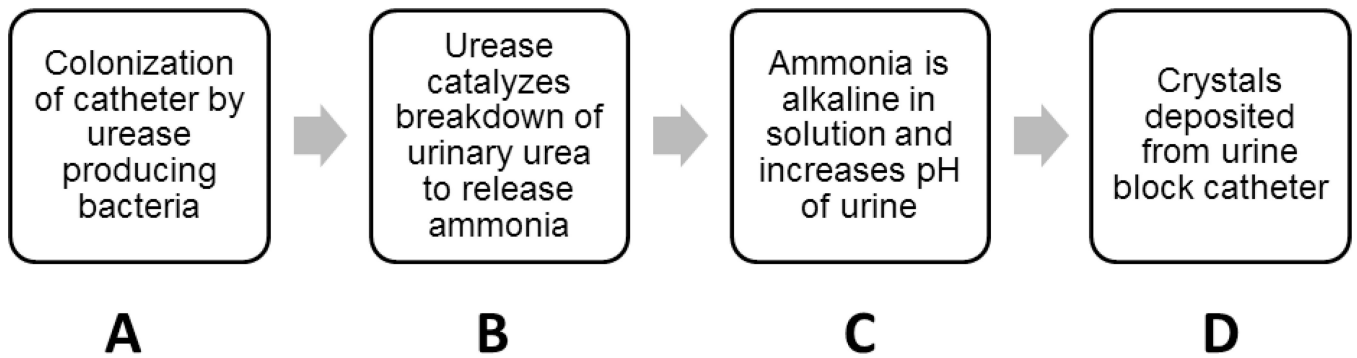 Colonization
of catheter by
urease
producing
bacteria
Urease
catalyzes
breakdown of
urinary urea
to release
ammonia
Ammonia is
alkaline in
solution and
increases pH
of urine
Crystals
deposited
from urine
block catheter
A
B
C
D